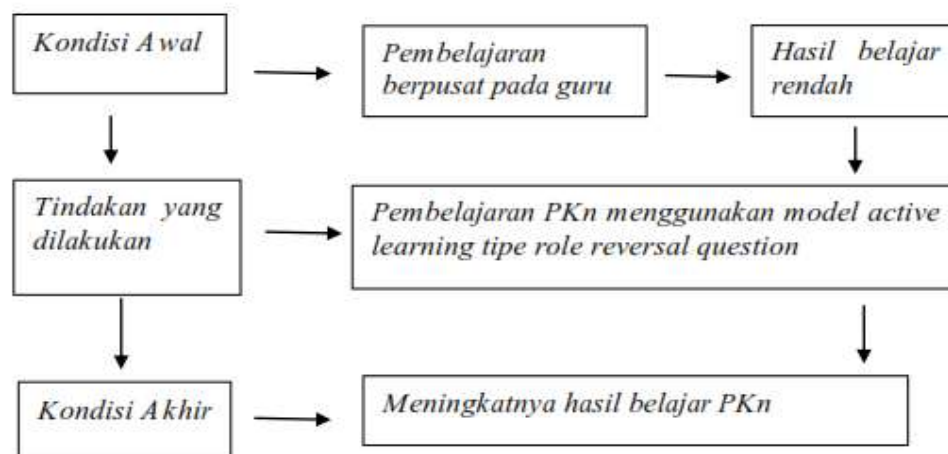 Kondisi Awal
Pembelajaran
berpusat pada guru
Hasil belajar
rendah
Tindakan yang
dilakukan
Pembelajaran PKn menggunakan model active
learning tipe role reversal question
Kondisi Akhir
Meningkatnya hasil belajar PKn